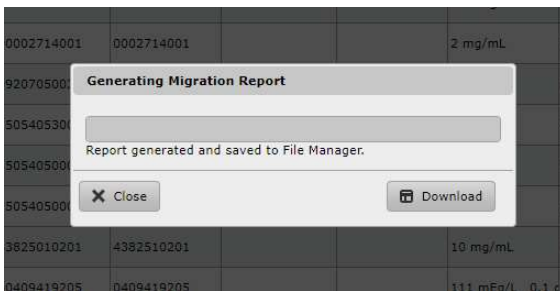 0002714001 0002714001 2 mg/mL
Generating Migration Report
Report generated and saved to File Manager.
Close Download
3825010201 4382510201 10 mg/mL
0409419205 0409419205 111 mEq/L